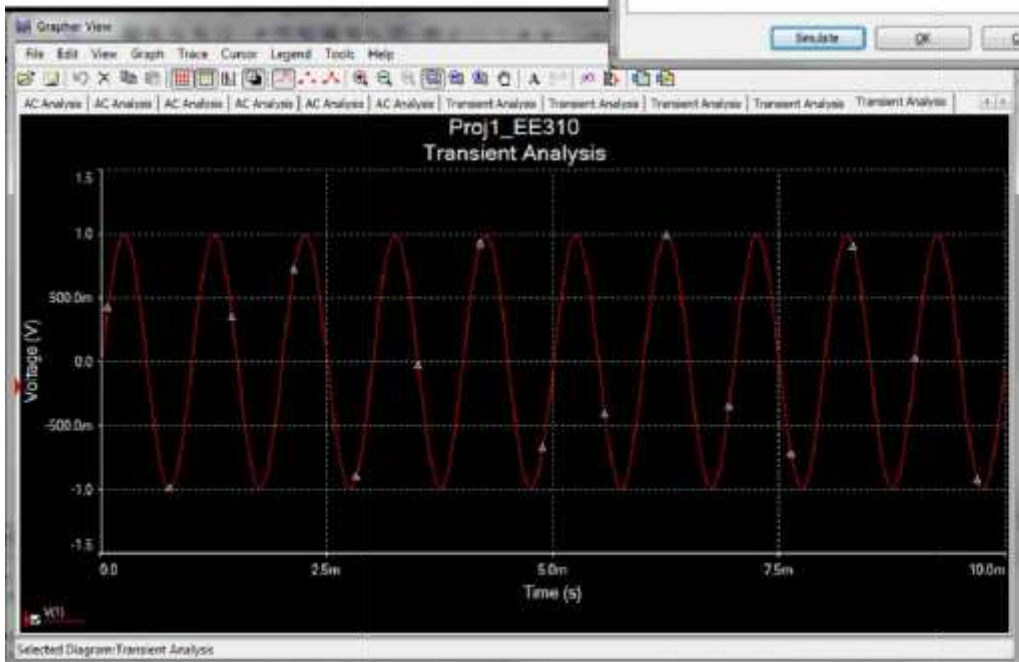 Simulate OK
Grapher View
File Edit View Graph Trace Cursor Legend Tools Help
A
AC Analysis AC Analysis AC Analysis AC Analysis AC Analysis AC Analysis Transient Analysis Transient Analysis Transient Analysis Transient Analysis Transient Analysis
Proj1_EE310
Transient Analysis
1.5
1.0
500.0m
0.0
-500.0m
-1.0
-1.5
Voltage (V)
0.0 2.5m 5.0m 7.5m 10.0m
Time (s)
V(1)
Selected Diagram:Transient Analysis